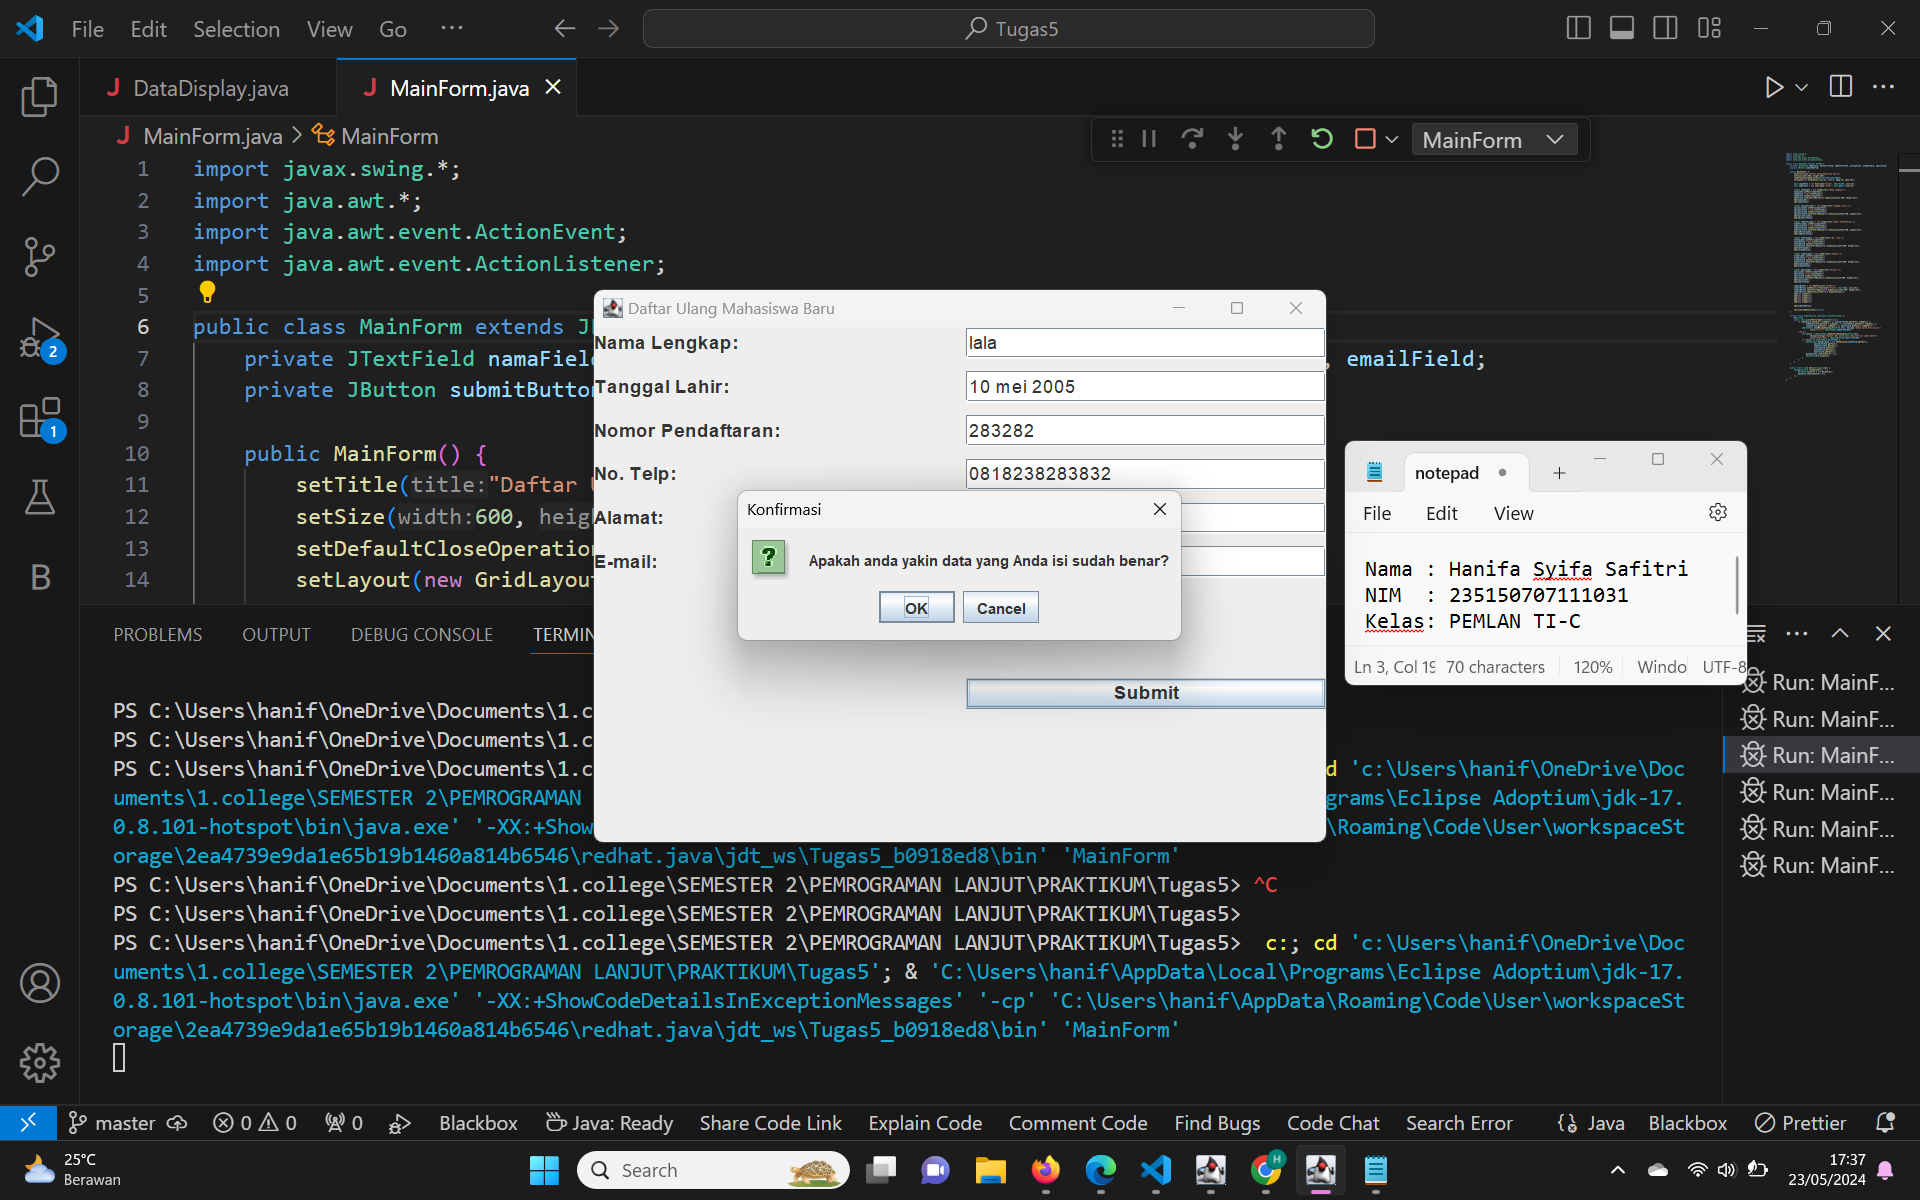 File Edit Selection View Go ···
Tugas5
DataDisplay.java
MainForm.java
MainForm.java > MainForm
MainForm
1 import javax.swing.*;
2 import java.awt.*;
3 import java.awt.event.ActionEvent;
4 import java.awt.event.ActionListener;
5
6 public class MainForm extends J
7 private JTextField namaFiel , emailField;
8 private JButton submitButton
9
10 public MainForm() {
11 setTitle(title:"Daftar
12 setSize(width:600, heigh
13 setDefaultCloseOperation
14 setLayout(new GridLayout
Daftar Ulang Mahasiswa Baru
Nama Lengkap: lala
Tanggal Lahir: 10 mei 2005
Nomor Pendaftaran: 283282
No. Telp: 0818238283832
Alamat:
E-mail:
Submit
Konfirmasi
Apakah anda yakin data yang Anda isi sudah benar?
OK Cancel
notepad
File Edit View
Nama : Hanifa Syifa Safitri
NIM : 235150707111031
Kelas: PEMLAN TI-C
Ln 3, Col 19 70 characters 120% Windo UTF-8
PROBLEMS OUTPUT DEBUG CONSOLE TERMIN
PS C:\Users\hanif\OneDrive\Documents\1.c
PS C:\Users\hanif\OneDrive\Documents\1.c
PS C:\Users\hanif\OneDrive\Documents\1.c d 'c:\Users\hanif\OneDrive\Doc
uments\1.college\SEMESTER 2\PEMROGRAMAN grams\Eclipse Adoptium\jdk-17.
0.8.101-hotspot\bin\java.exe' '-XX:+Show \Roaming\Code\User\workspaceSt
orage\2ea4739e9da1e65b19b1460a814b6546\redhat.java\jdt_ws\Tugas5_b0918ed8\bin' 'MainForm'
PS C:\Users\hanif\OneDrive\Documents\1.college\SEMESTER 2\PEMROGRAMAN LANJUT\PRAKTIKUM\Tugas5> ^C
PS C:\Users\hanif\OneDrive\Documents\1.college\SEMESTER 2\PEMROGRAMAN LANJUT\PRAKTIKUM\Tugas5>
PS C:\Users\hanif\OneDrive\Documents\1.college\SEMESTER 2\PEMROGRAMAN LANJUT\PRAKTIKUM\Tugas5> c:; cd 'c:\Users\hanif\OneDrive\Doc
uments\1.college\SEMESTER 2\PEMROGRAMAN LANJUT\PRAKTIKUM\Tugas5'; & 'C:\Users\hanif\AppData\Local\Programs\Eclipse Adoptium\jdk-17.
0.8.101-hotspot\bin\java.exe' '-XX:+ShowCodeDetailsInExceptionMessages' '-cp' 'C:\Users\hanif\AppData\Roaming\Code\User\workspaceSt
orage\2ea4739e9da1e65b19b1460a814b6546\redhat.java\jdt_ws\Tugas5_b0918ed8\bin' 'MainForm'
Run: MainF...
Run: MainF...
Run: MainF...
Run: MainF...
Run: MainF...
Run: MainF...
2
1
B
master 0 0 0 Blackbox Java: Ready Share Code Link Explain Code Comment Code Find Bugs Code Chat Search Error Java Blackbox Prettier
25°C
Berawan
Search
H
17:37
23/05/2024